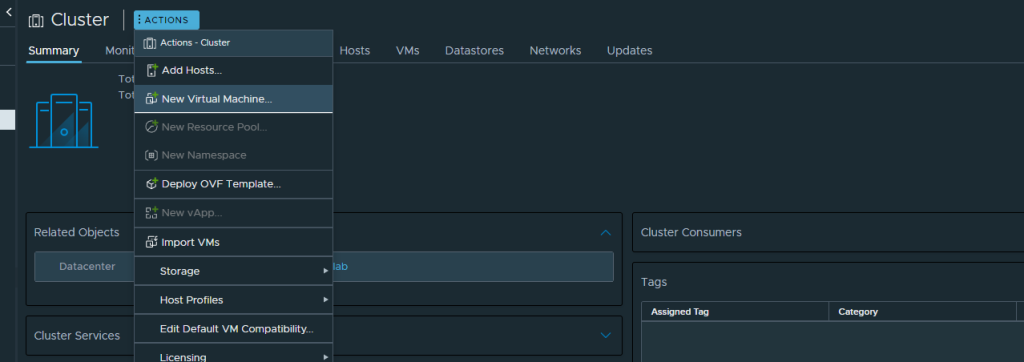 Cluster
ACTIONS
Summary
Monit
Hosts
VMs
Datastores
Networks
Updates
Actions - Cluster
Add Hosts...
New Virtual Machine...
New Resource Pool...
New Namespace
Deploy OVF Template...
New vApp...
Import VMs
Storage
Host Profiles
Edit Default VM Compatibility...
Licensing
Tot
Tot
Related Objects
Datacenter
lab
Cluster Services
Cluster Consumers
Tags
Assigned Tag
Category